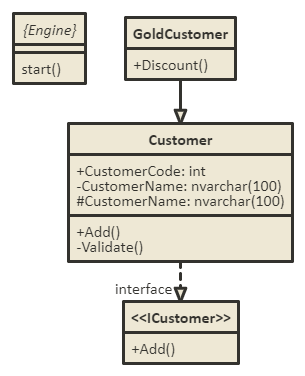 {Engine}
start()
GoldCustomer
+Discount()
Customer
+CustomerCode: int
-CustomerName: nvarchar(100)
#CustomerName: nvarchar(100)
+Add()
-Validate()
interface
<<ICustomer>>
+Add()